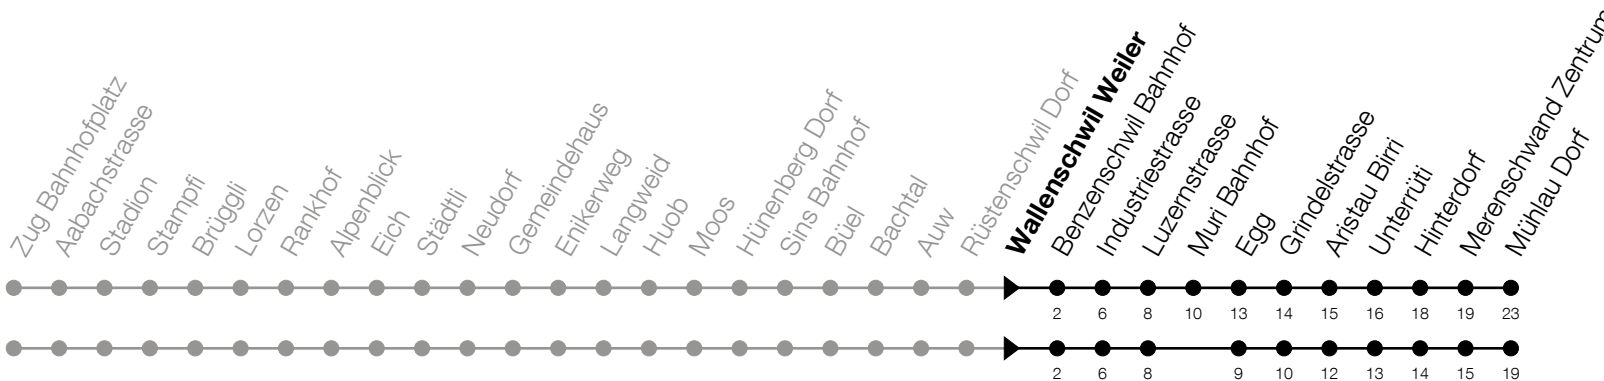 Zug Bahnhofplatz
Aabachstrasse
Stadion
Stampfi
Brüggli
Lorzen
Rankhof
Alpenblick
Eich
Städtli
Neudorf
Gemeindehaus
Enikerweg
Langweid
Huob
Moos
Hünenberg Dorf
Sins Bahnhof
Büel
Bachtal
Auw
Rüstenschwil Dorf
Wallenschwil Weiler
Benzenschwil Bahnhof
Industriestrasse
Luzernstrasse
Muri Bahnhof
Egg
Grindelstrasse
Aristau Birri
Unterrüti
Hinterdorf
Merenschwand Zentrum
Mühlau Dorf
2 6 8 10 13 14 15 16 18 19 23
2 6 8 9 10 12 13 14 15 19